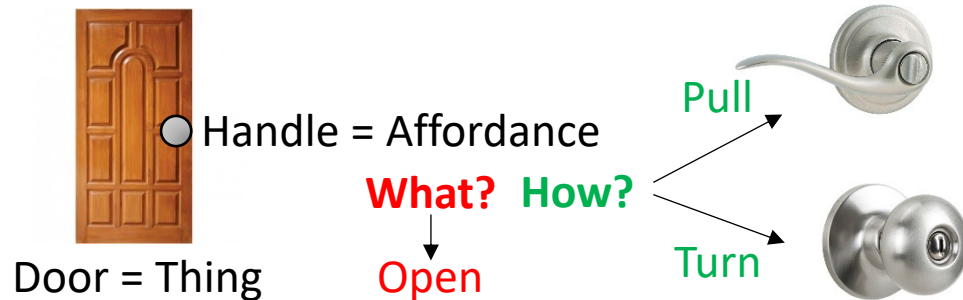 Pull
Handle = Affordance
What? How?
Door = Thing
Open
Turn